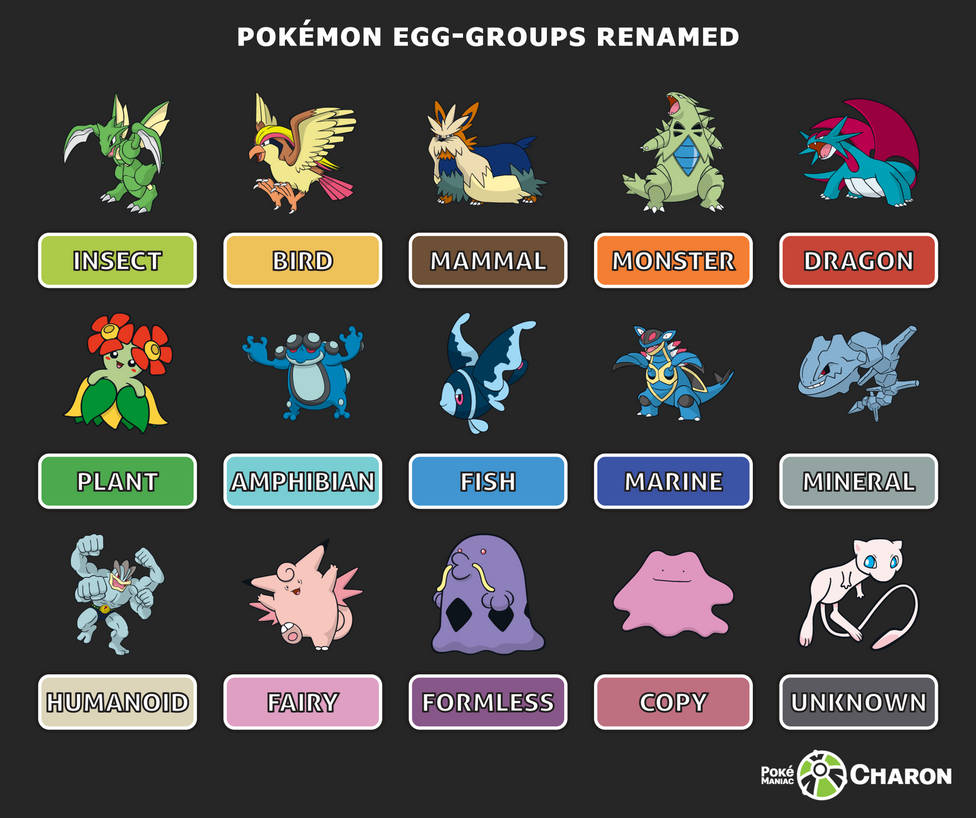 POKÉMON EGG-GROUPS RENAMED
INSECT
BIRD
MAMMAL
MONSTER
DRAGON
PLANT
AMPHIBIAN
FISH
MARINE
MINERAL
HUMANOID
FAIRY
FORMLESS
COPY
UNKNOWN
Poké
MANIAC
CHARON